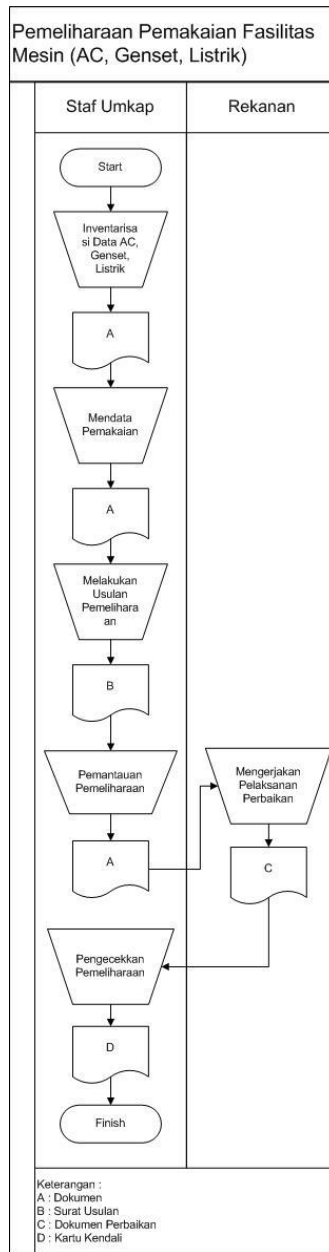 Pemeliharaan Pemakaian Fasilitas
Mesin (AC, Genset, Listrik)
Staf Umkap
Rekanan
Start
Inventarisa
si Data AC,
Genset,
Listrik
A
Mendata
Pemakaian
A
Melakukan
Usulan
Pemelihara
an
B
Pemantauan
Pemeliharaan
Mengerjakan
Pelaksanan
Perbaikan
A
C
Pengecekkan
Pemeliharaan
D
Finish
Keterangan :
A : Dokumen
B : Surat Usulan
C : Dokumen Perbaikan
D : Kartu Kendali